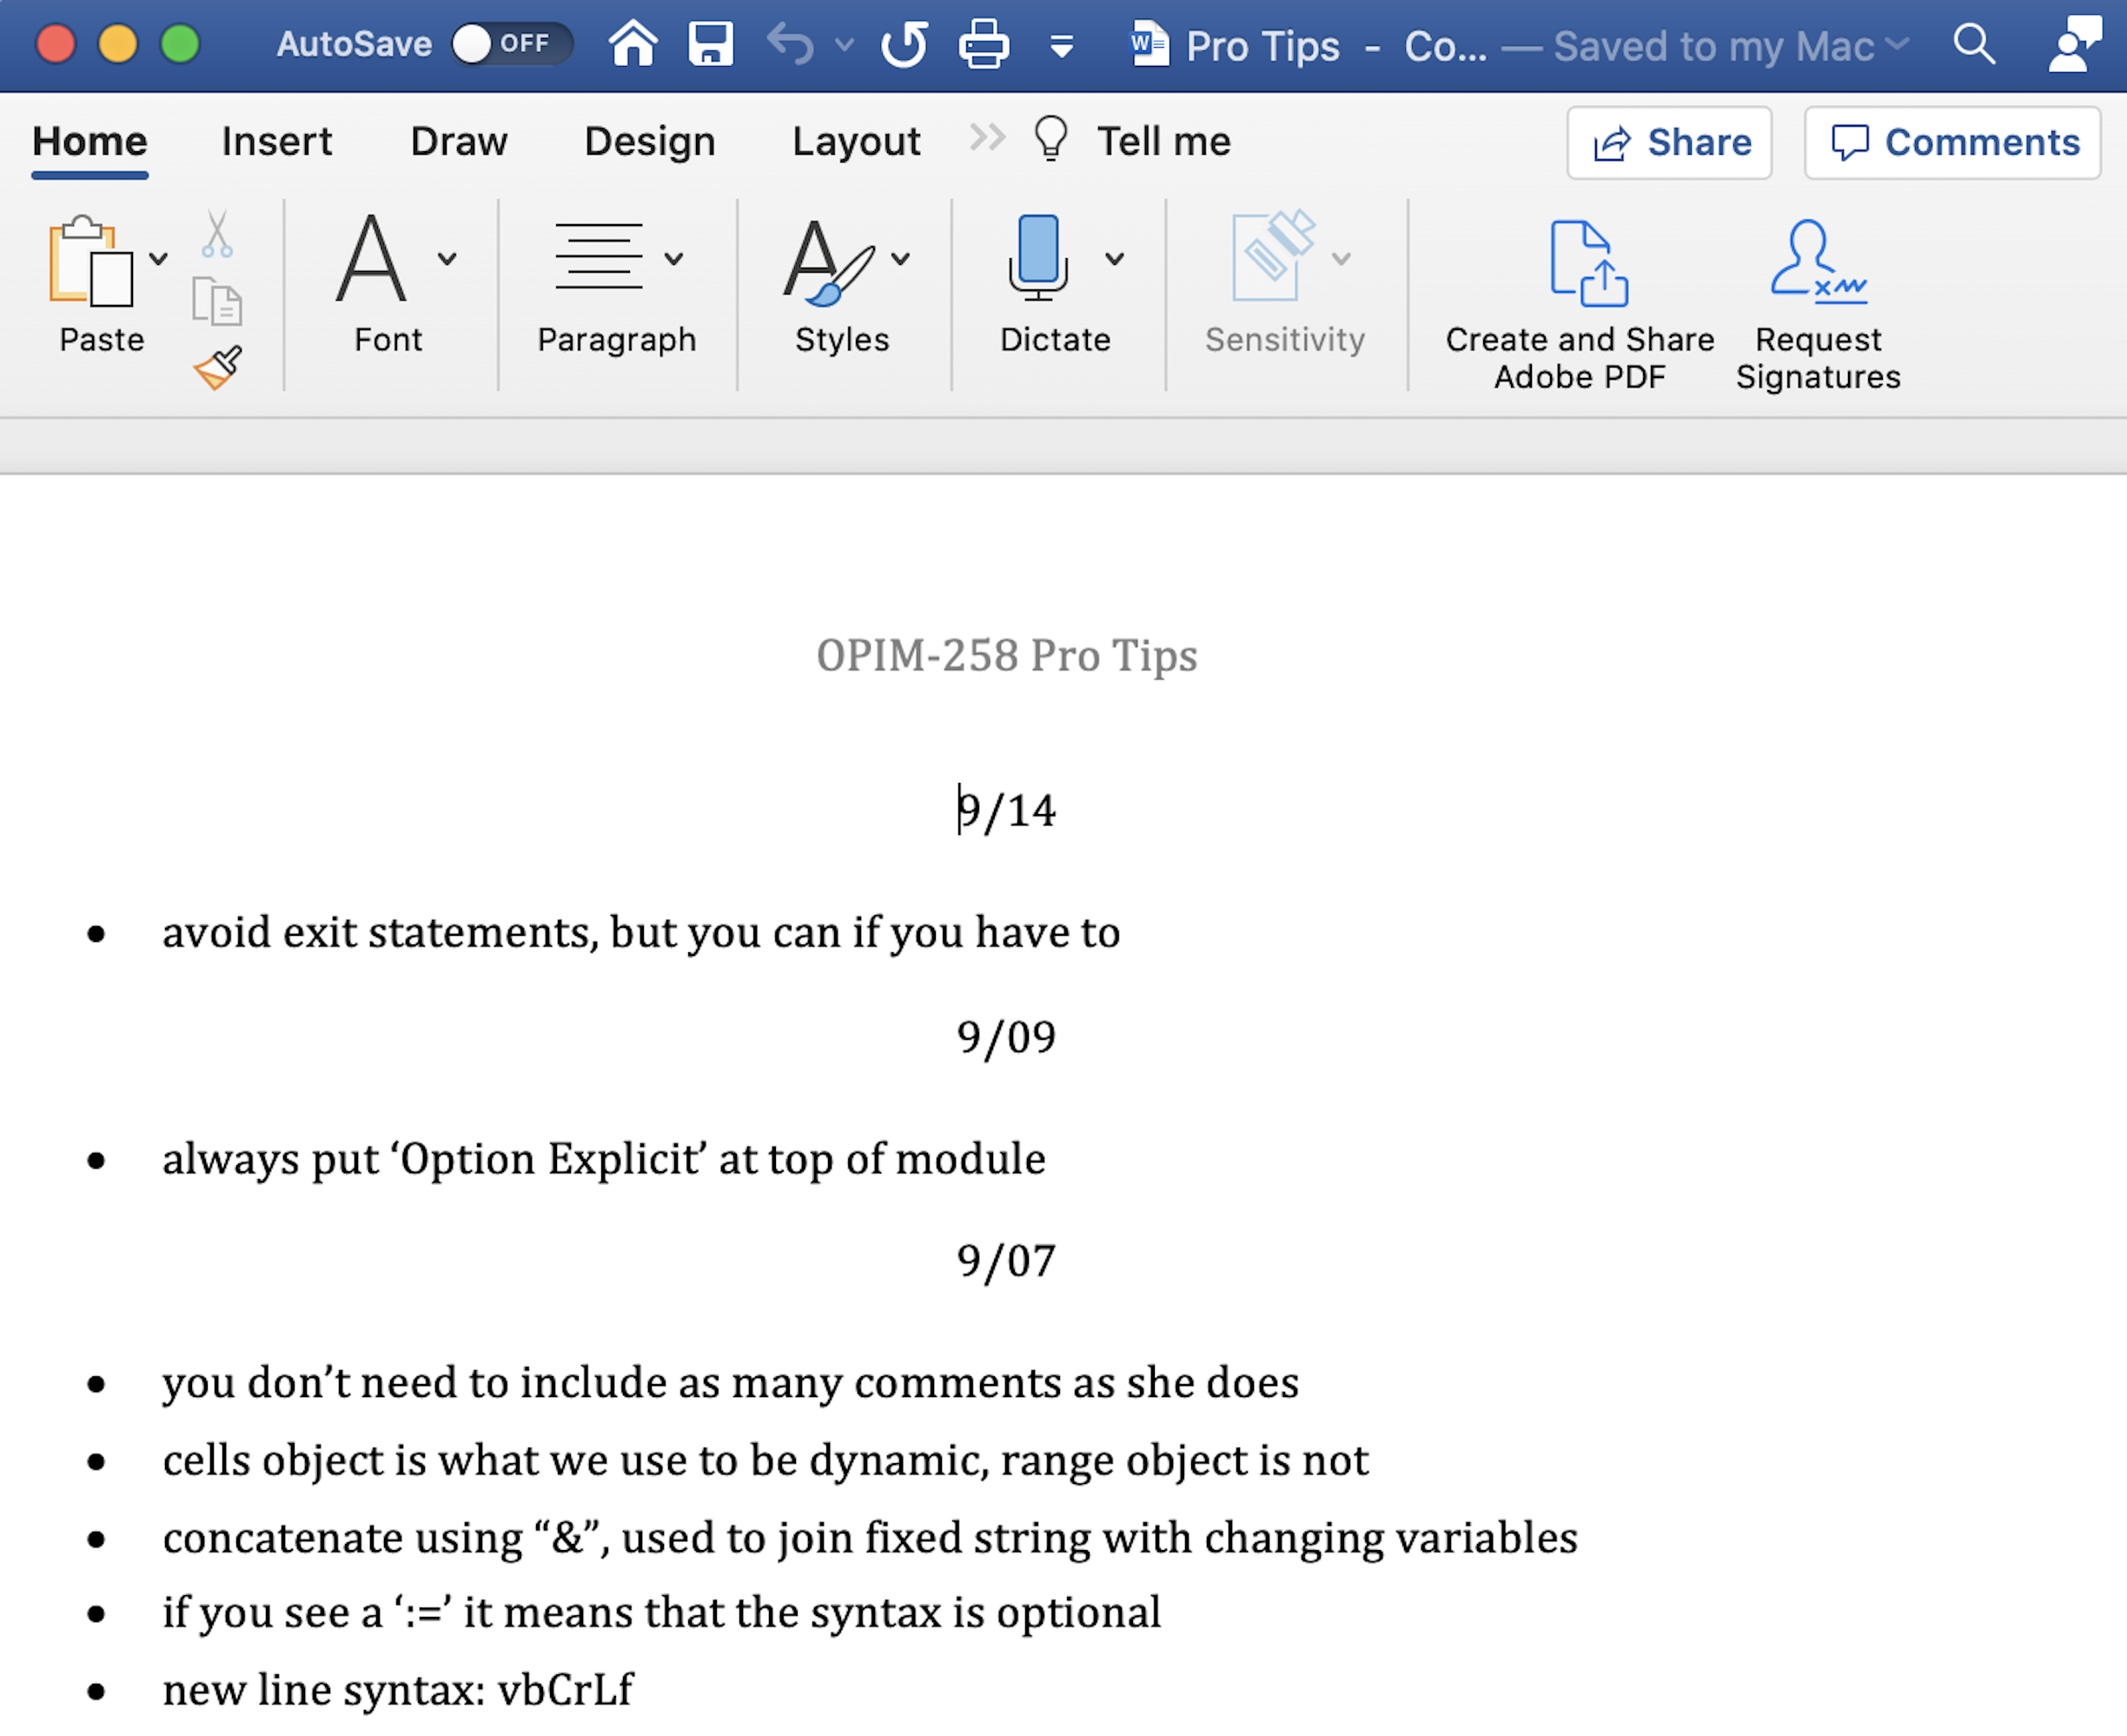 AutoSave OFF Pro Tips - Co... — Saved to my Mac
Home Insert Draw Design Layout Tell me Share Comments
Paste Font Paragraph Styles Dictate Sensitivity Create and Share Request
Adobe PDF Signatures
OPIM-258 Pro Tips
9/14
• avoid exit statements, but you can if you have to
9/09
• always put ‘Option Explicit’ at top of module
9/07
• you don’t need to include as many comments as she does
• cells object is what we use to be dynamic, range object is not
• concatenate using “&”, used to join fixed string with changing variables
• if you see a ‘:=’ it means that the syntax is optional
• new line syntax: vbCrLf